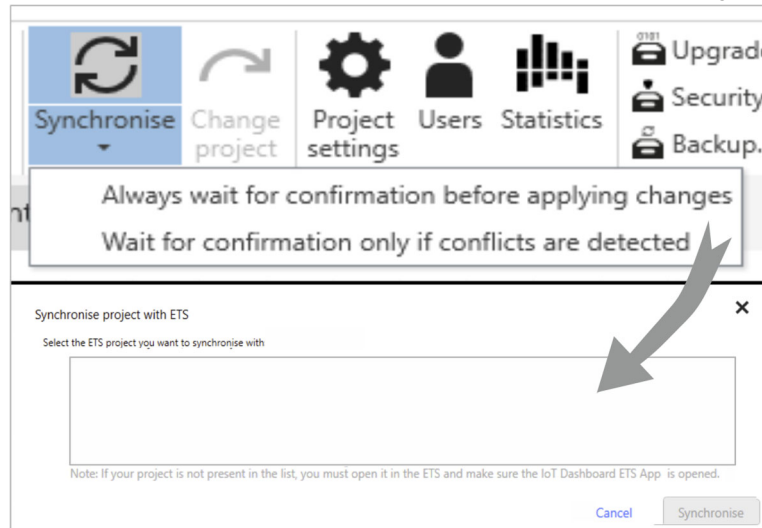 0101
Synchronise
Change project
Project settings
Users
Statistics
Upgrade
Security
Backup.
nt
Always wait for confirmation before applying changes
Wait for confirmation only if conflicts are detected
Synchronise project with ETS
Select the ETS project you want to synchronise with
Note: If your project is not present in the list, you must open it in the ETS and make sure the IoT Dashboard ETS App is opened.
Cancel
Synchronise